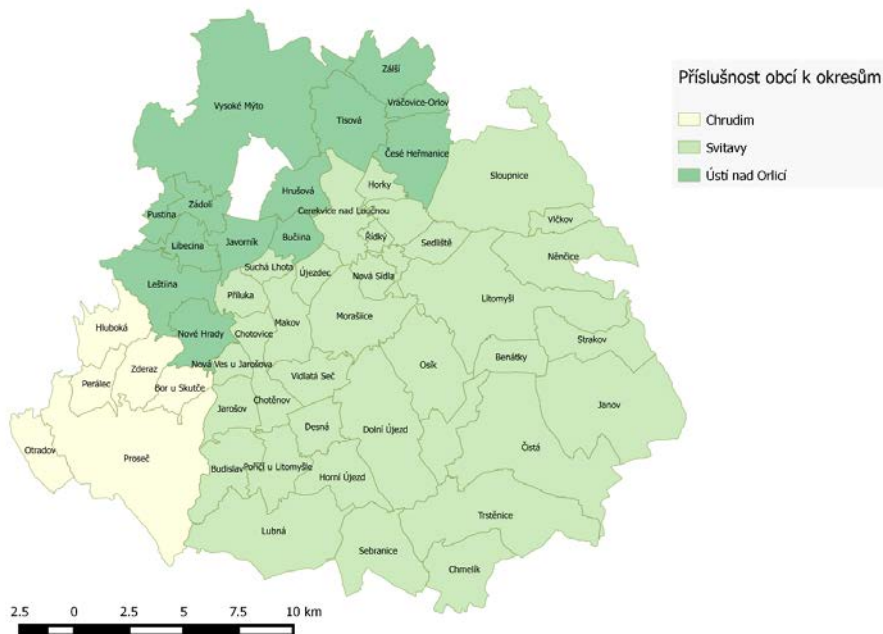 Příslušnost obcí k okresům
Chrudim
Svitavy
Ústí nad Orlicí
Zálší
Vysoké Mýto
Vračovice-Orlov
Tisová
České Heřmanice
Sloupnice
Horky
Hrušová
Zádolí
Cerekvice nad Loučnou
Pustina
Vlčkov
Bučina
Řídký
Sedliště
Libecina
Javorník
Němčice
Suchá Lhota
Újezdec
Nová Sidla
Leština
Příluka
Litomyšl
Morašice
Makov
Hluboká
Nové Hrady
Chotovice
Strakov
Benátky
Nová Ves u Jarošova
Osík
Zderaz
Vidlatá Seč
Perálec
Bor u Skutče
Chotěnov
Janov
Jarošov
Desná
Dolní Újezd
Čistá
Otradov
Proseč
Budislav
Poříčí u Litomyšle
Horní Újezd
Trstěnice
Lubná
Sebranice
Chmelík
2.5 0 2.5 5 7.5 10 km